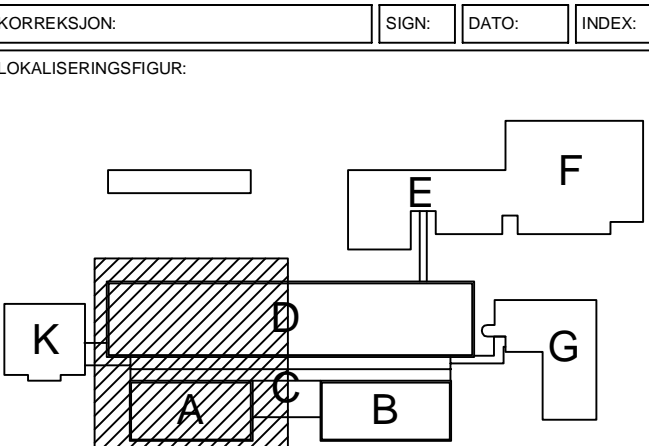 KORREKSJON: SIGN: DATO: INDEX:
LOKALISERINGSFIGUR:
F
E
D
K
G
C
A
B